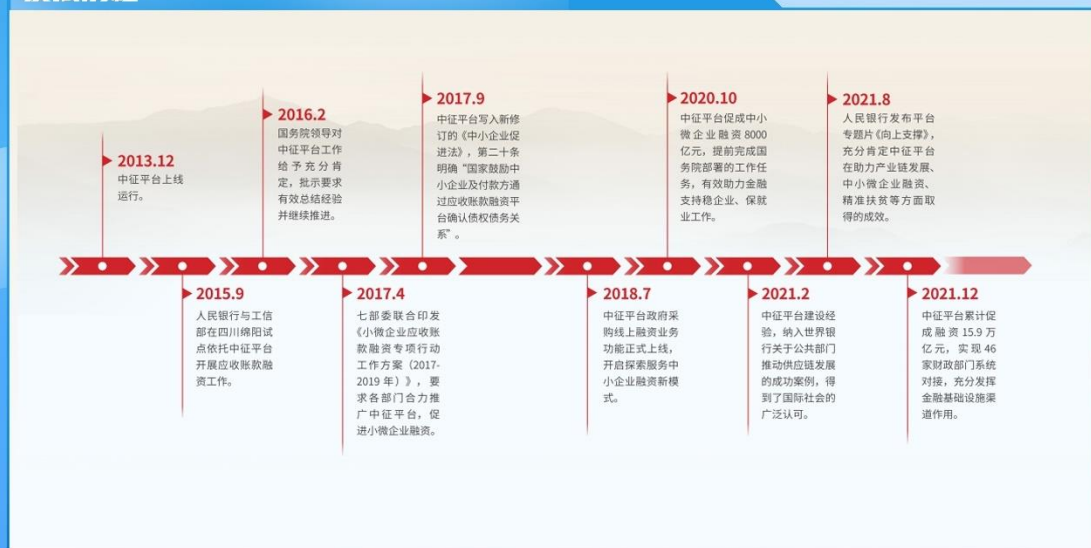 2013.12
中征平台上线
运行。
2015.9
人民银行与工信
部在四川绵阳试
点依托中征平台
开展应收账款融
资工作。
2016.2
国务院领导对
中征平台工作
给予充分肯
定，批示要求
有效总结经验
并继续推进。
2017.4
七部委联合印发
《小微企业应收账
款融资专项行动
工作方案（2017-
2019 年）》，要
求各部门合力推
广中征平台，促
进小微企业融资。
2017.9
中征平台写入新修
订的《中小企业促
进法》，第二十条
明确“国家鼓励中
小企业及付款方通
过应收账款融资平
台确认债权债务关
系”。
2018.7
中征平台政府采
购线上融资业务
功能正式上线，
开启探索服务中
小企业融资新模
式。
2020.10
中征平台促成中小
微企业融资 8000
亿元，提前完成国
务院部署的工作任
务，有效助力金融
支持稳企业、保就
业工作。
2021.2
中征平台建设经
验，纳入世界银
行关于公共部门
推动供应链发展
的成功案例，得
到了国际社会的
广泛认可。
2021.8
人民银行发布平台
专题片《向上支撑》，
充分肯定中征平台
在助力产业链发展、
中小微企业融资、
精准扶贫等方面取
得的成效。
2021.12
中征平台累计促
成融资 15.9 万
亿元，实现 46
家财政部门系统
对接，充分发挥
金融基础设施渠
道作用。